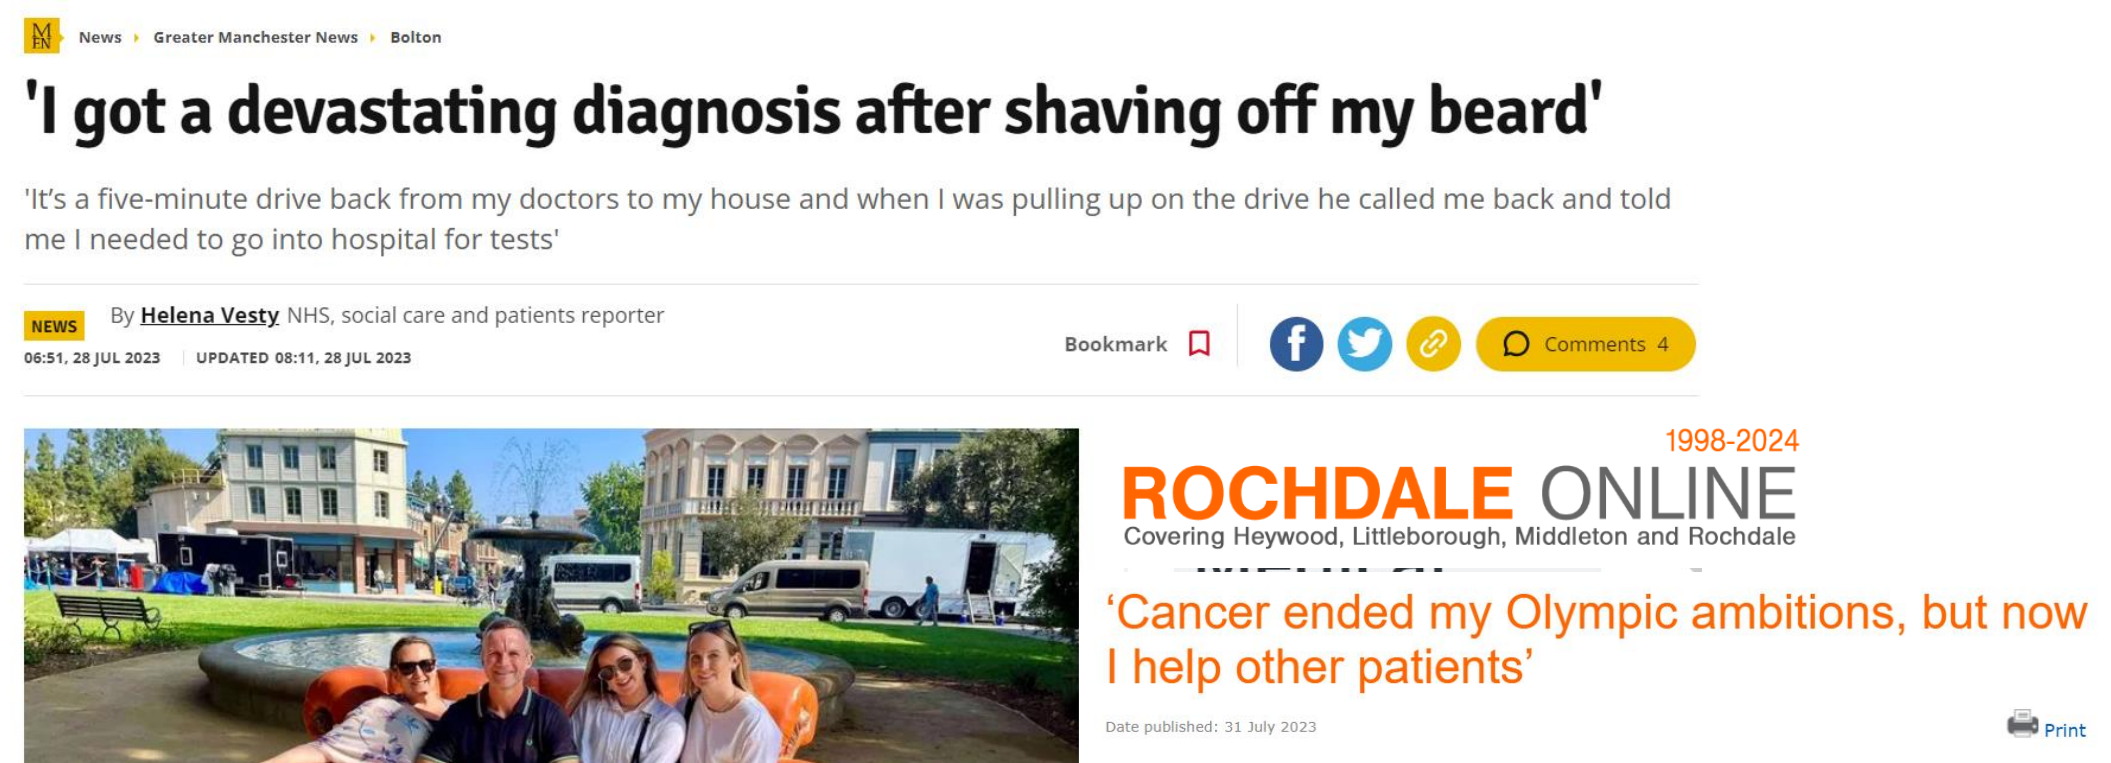 M
EN
News Greater Manchester News Bolton
'I got a devastating diagnosis after shaving off my beard'
'It’s a five-minute drive back from my doctors to my house and when I was pulling up on the drive he called me back and told
me I needed to go into hospital for tests'
NEWS
By Helena Vesty NHS, social care and patients reporter
06:51, 28 JUL 2023 UPDATED 08:11, 28 JUL 2023
Bookmark
Comments 4
1998-2024
ROCHDALE ONLINE
Covering Heywood, Littleborough, Middleton and Rochdale
‘Cancer ended my Olympic ambitions, but now
I help other patients’
Date published: 31 July 2023
Print